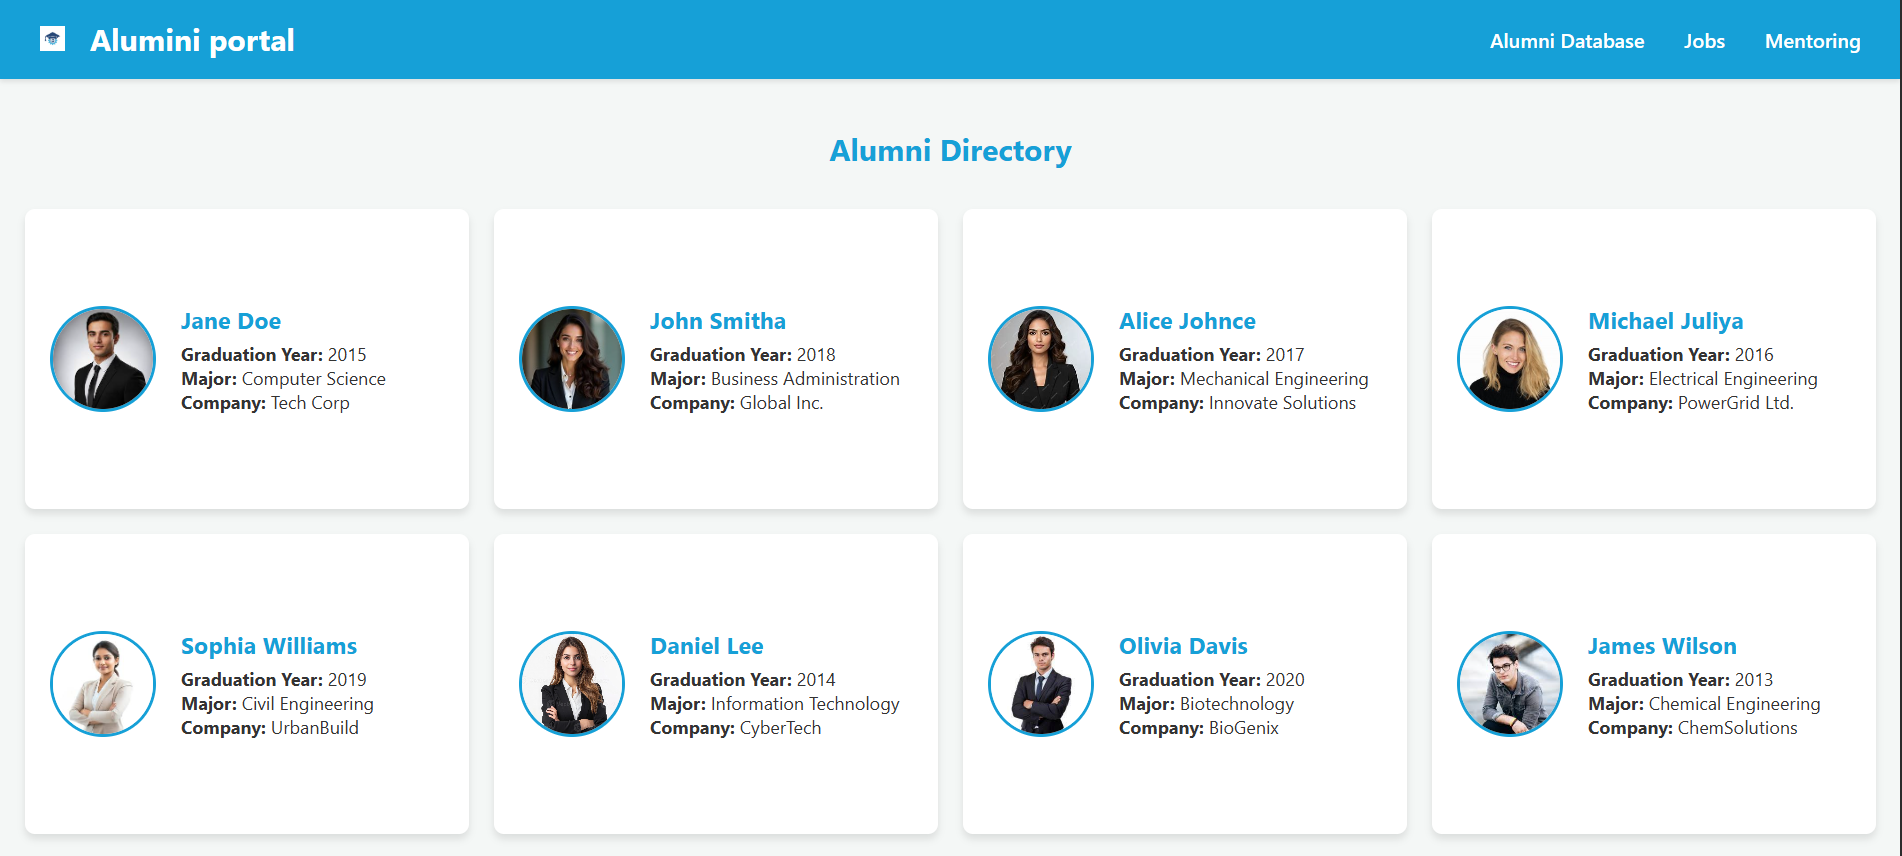 Alumini portal
Alumni Database
Jobs
Mentoring
Alumni Directory
Jane Doe
Graduation Year: 2015
Major: Computer Science
Company: Tech Corp
John Smitha
Graduation Year: 2018
Major: Business Administration
Company: Global Inc.
Alice Johnce
Graduation Year: 2017
Major: Mechanical Engineering
Company: Innovate Solutions
Michael Juliya
Graduation Year: 2016
Major: Electrical Engineering
Company: PowerGrid Ltd.
Sophia Williams
Graduation Year: 2019
Major: Civil Engineering
Company: UrbanBuild
Daniel Lee
Graduation Year: 2014
Major: Information Technology
Company: CyberTech
Olivia Davis
Graduation Year: 2020
Major: Biotechnology
Company: BioGenix
James Wilson
Graduation Year: 2013
Major: Chemical Engineering
Company: ChemSolutions